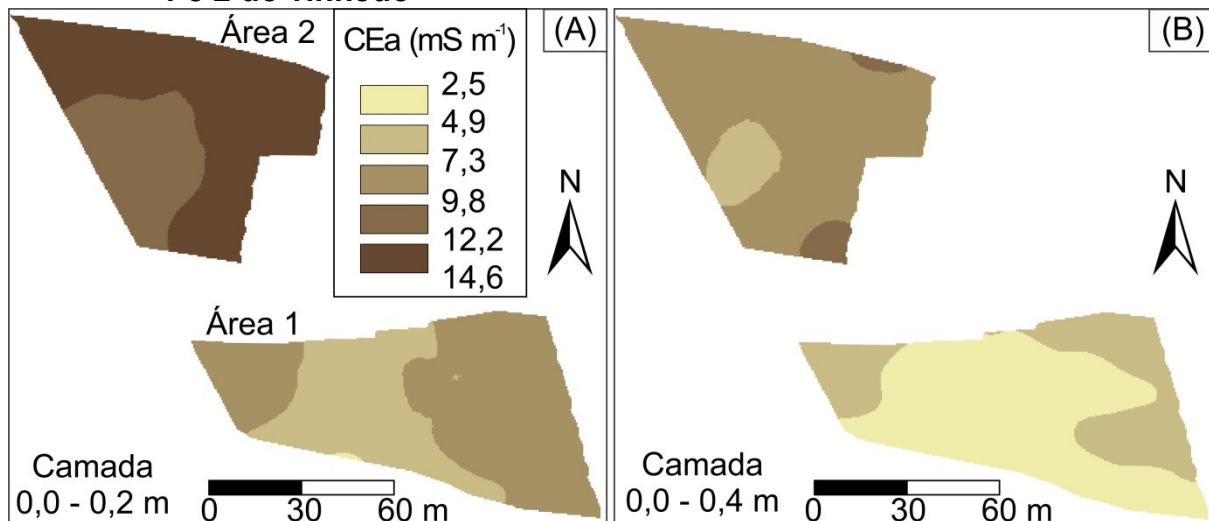 Área 2
CEa (mS m⁻¹)
2,5
4,9
7,3
9,8
12,2
14,6
(A)
N
Área 1
Camada
0,0 - 0,2 m
0 30 60 m
(B)
N
Camada
0,0 - 0,4 m
0 30 60 m